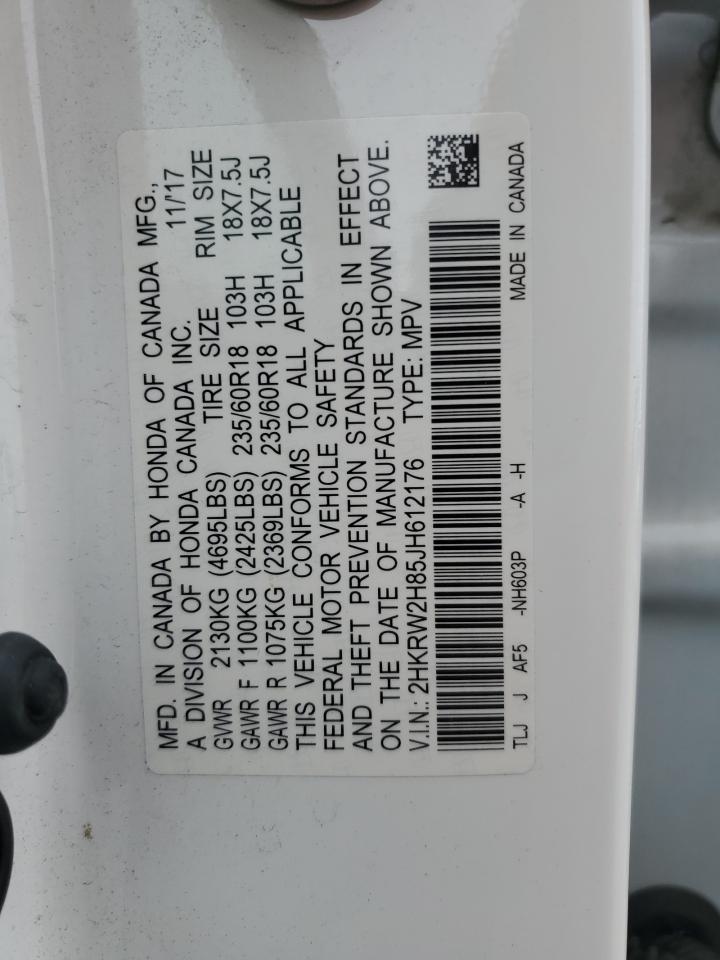 MFD. IN CANADA BY HONDA OF CANADA MFG.,
A DIVISION OF HONDA CANADA INC. 11/17
GVWR 2130KG (4695LBS) TIRE SIZE RIM SIZE
GAWR F 1100KG (2425LBS) 235/60R18 103H 18X7.5J
GAWR R 1075KG (2369LBS) 235/60R18 103H 18X7.5J
THIS VEHICLE CONFORMS TO ALL APPLICABLE
FEDERAL MOTOR VEHICLE SAFETY
AND THEFT PREVENTION STANDARDS IN EFFECT
ON THE DATE OF MANUFACTURE SHOWN ABOVE.
V.I.N.: 2HKRW2H85JH612176 TYPE: MPV
TLJ J AF5 -NH603P -A -H MADE IN CANADA